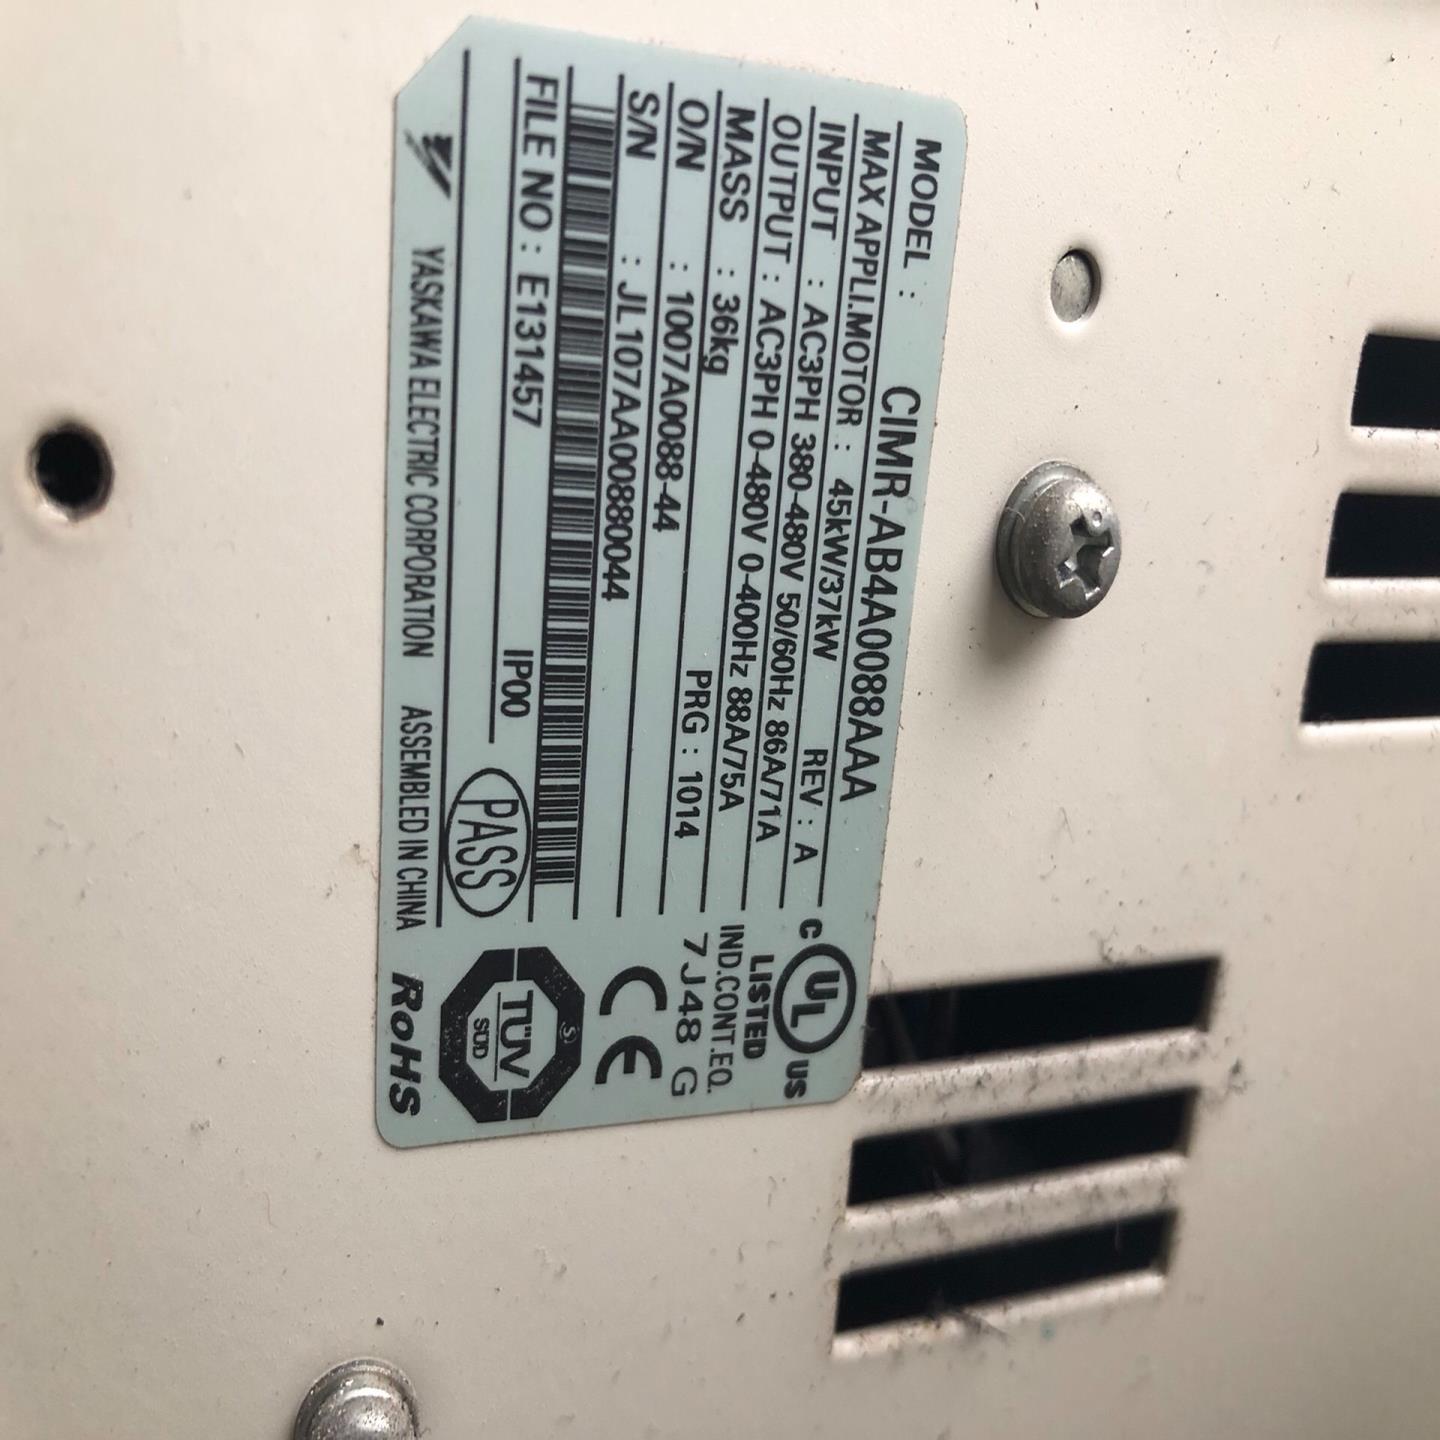 MODEL : CIMR-AB4A0088AAA
MAX APPLI.MOTOR : 45kW/37kW REV : A
INPUT : AC3PH 380-480V 50/60Hz 86A/71A
OUTPUT : AC3PH 0-480V 0-400Hz 88A/75A
MASS : 36kg PRG : 1014
O/N : 1007A0088-44
S/N : JL107AA00880044
FILE NO : E131457 IP00
PASS
YASKAWA ELECTRIC CORPORATION ASSEMBLED IN CHINA
C UL US
LISTED
IND.CONT.EQ.
7J48 G
CE
TÜV
SÜD
RoHS